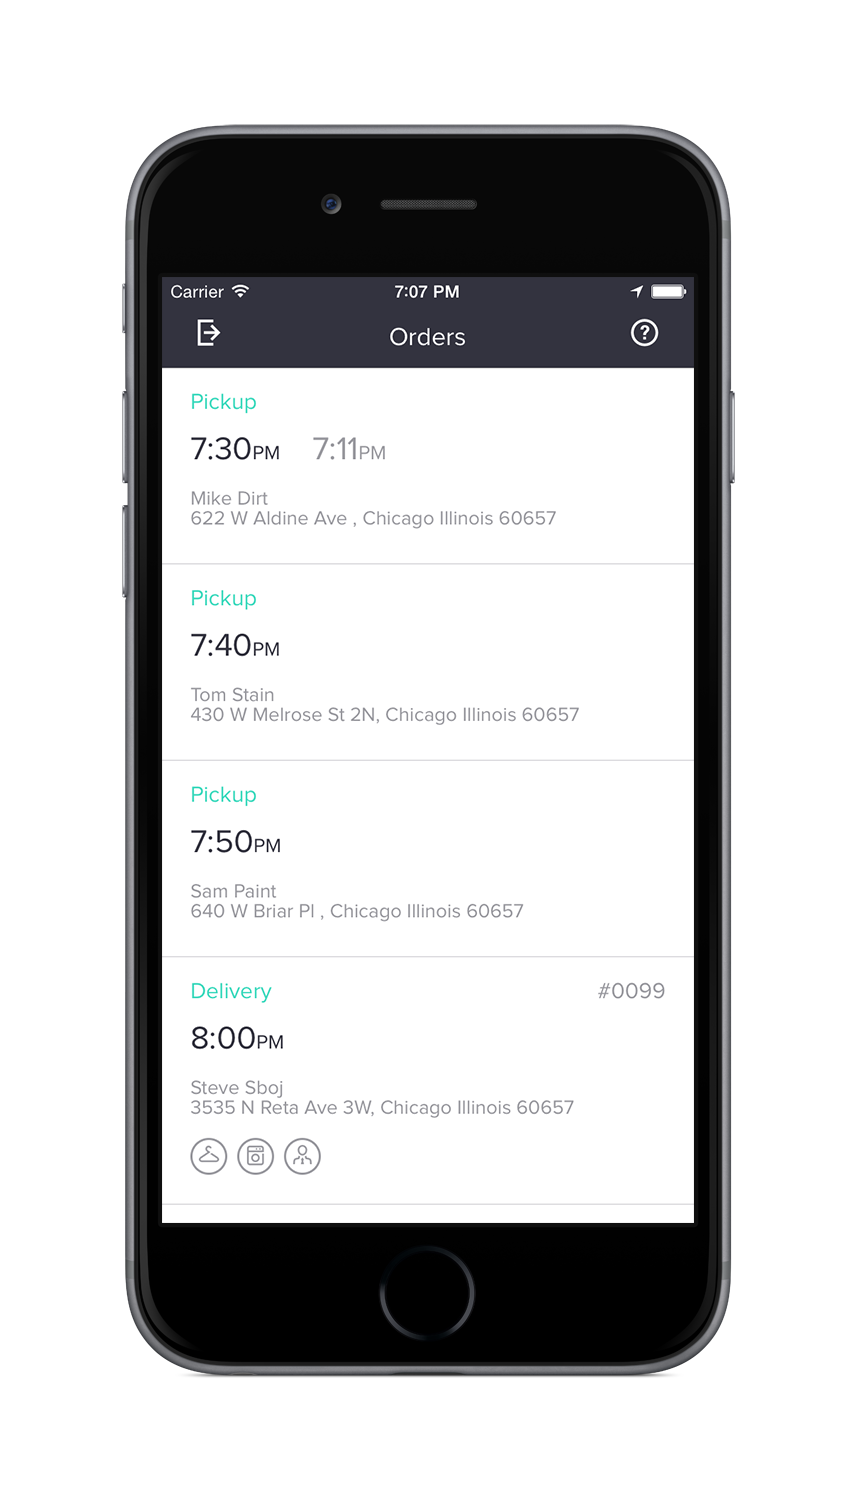 Carrier 7:07 PM
Orders
Pickup
7:30PM 7:11PM
Mike Dirt
622 W Aldine Ave , Chicago Illinois 60657
Pickup
7:40PM
Tom Stain
430 W Melrose St 2N, Chicago Illinois 60657
Pickup
7:50PM
Sam Paint
640 W Briar Pl , Chicago Illinois 60657
Delivery #0099
8:00PM
Steve Sboj
3535 N Reta Ave 3W, Chicago Illinois 60657